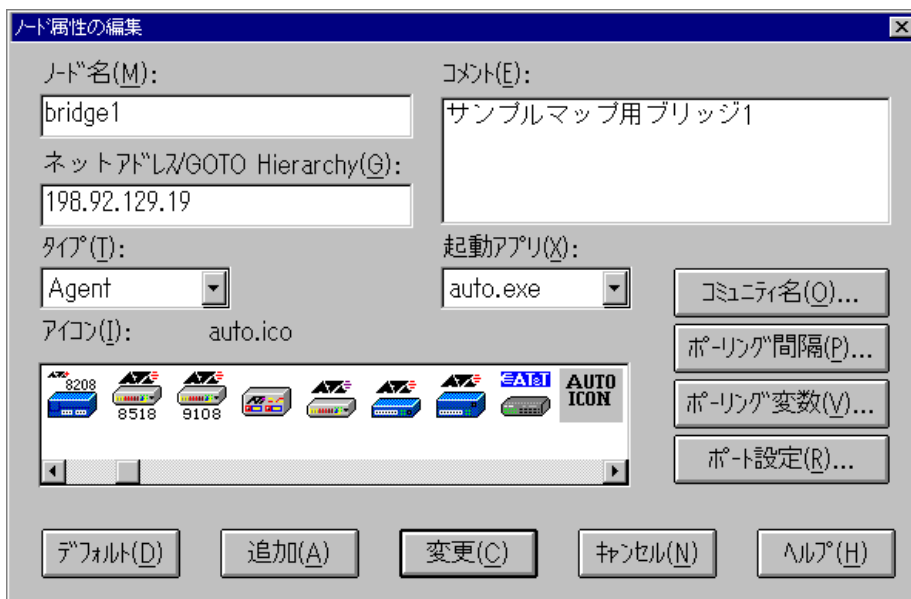 ノード属性の編集
ノード名(M):
bridge1
ネットアドレス/GOTO Hierarchy(G):
198.92.129.19
タイプ(T):
Agent
アイコン(I): auto.ico
コメント(E):
サンプルマップ用ブリッジ1
起動アプリ(X):
auto.exe
8208
8518
9108
AT&T
AUTO
ICON
コミュニティ名(O)...
ポーリング間隔(P)...
ポーリング変数(V)...
ポート設定(R)...
デフォルト(D) 追加(A) 変更(C) キャンセル(N) ヘルプ(H)